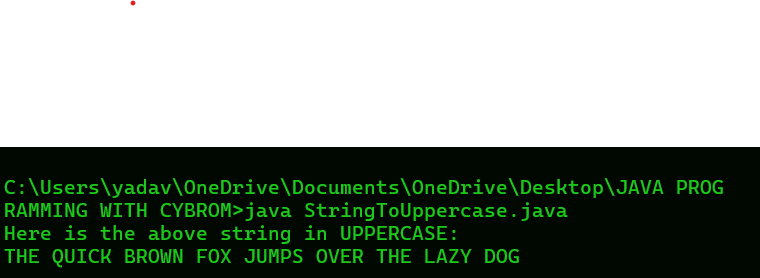 C:\Users\yadav\OneDrive\Documents\OneDrive\Desktop\JAVA PROG
RAMMING WITH CYBROM>java StringToUppercase.java
Here is the above string in UPPERCASE:
THE QUICK BROWN FOX JUMPS OVER THE LAZY DOG